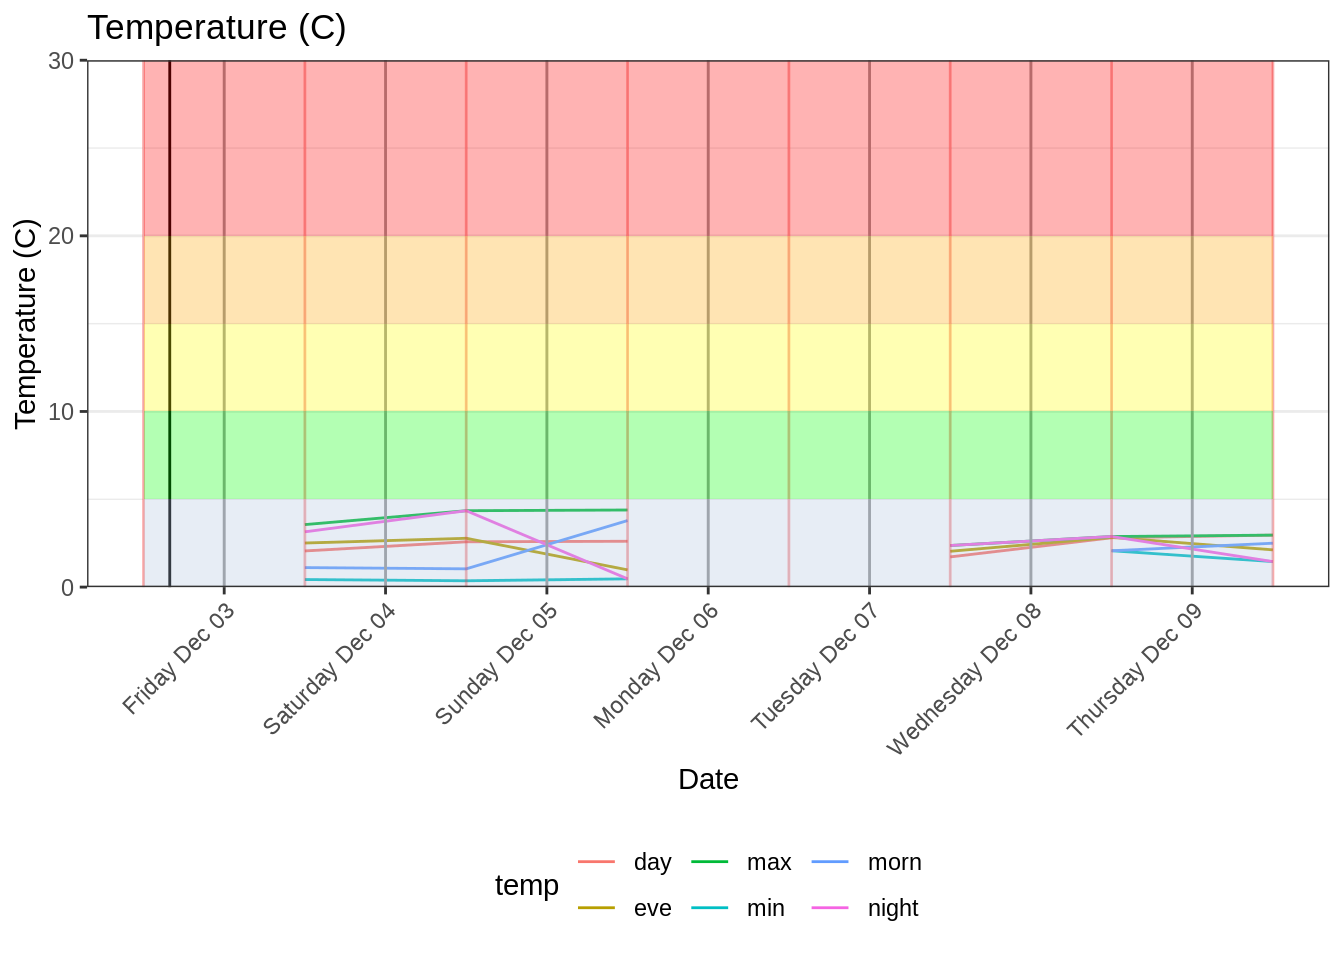 Temperature (C)
Temperature (C)
30
20
10
0
Friday Dec 03
Saturday Dec 04
Sunday Dec 05
Monday Dec 06
Tuesday Dec 07
Wednesday Dec 08
Thursday Dec 09
Date
temp
day max morn
eve min night